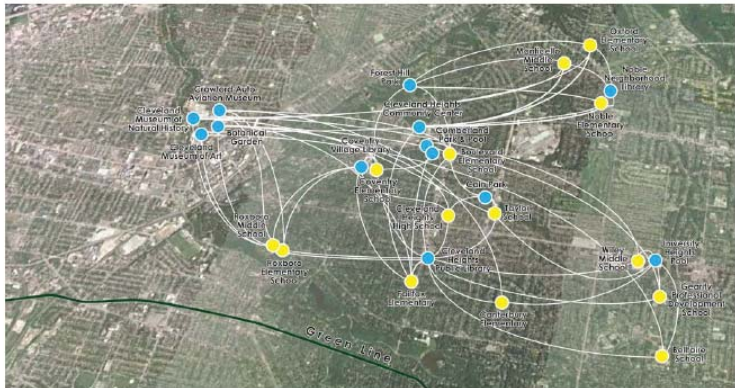 Oxford
Elementary
School
Monticello
Middle
School
Forest Hill
Park
Noble
Neighborhood
Library
Crawford Auto
Aviation Museum
Cleveland Heights
Community Center
Noble
Elementary
School
Cleveland
Museum of
Natural History
Botanical
Garden
Cumberland
Park & Pool
Cleveland
Museum of Art
Coventry
Village Library
Boulevard
Elementary
School
Coventry
Elementary
School
Cain Park
Roxboro
Middle
School
Cleveland
Heights
High School
Taylor
School
Roxboro
Elementary
School
Cleveland
Heights
Public Library
Wiley
Middle
School
University
Heights
Pool
Fairfax
Elementary
Canterbury
Elementary
Gearity
Professional
Development
School
School
Green Line